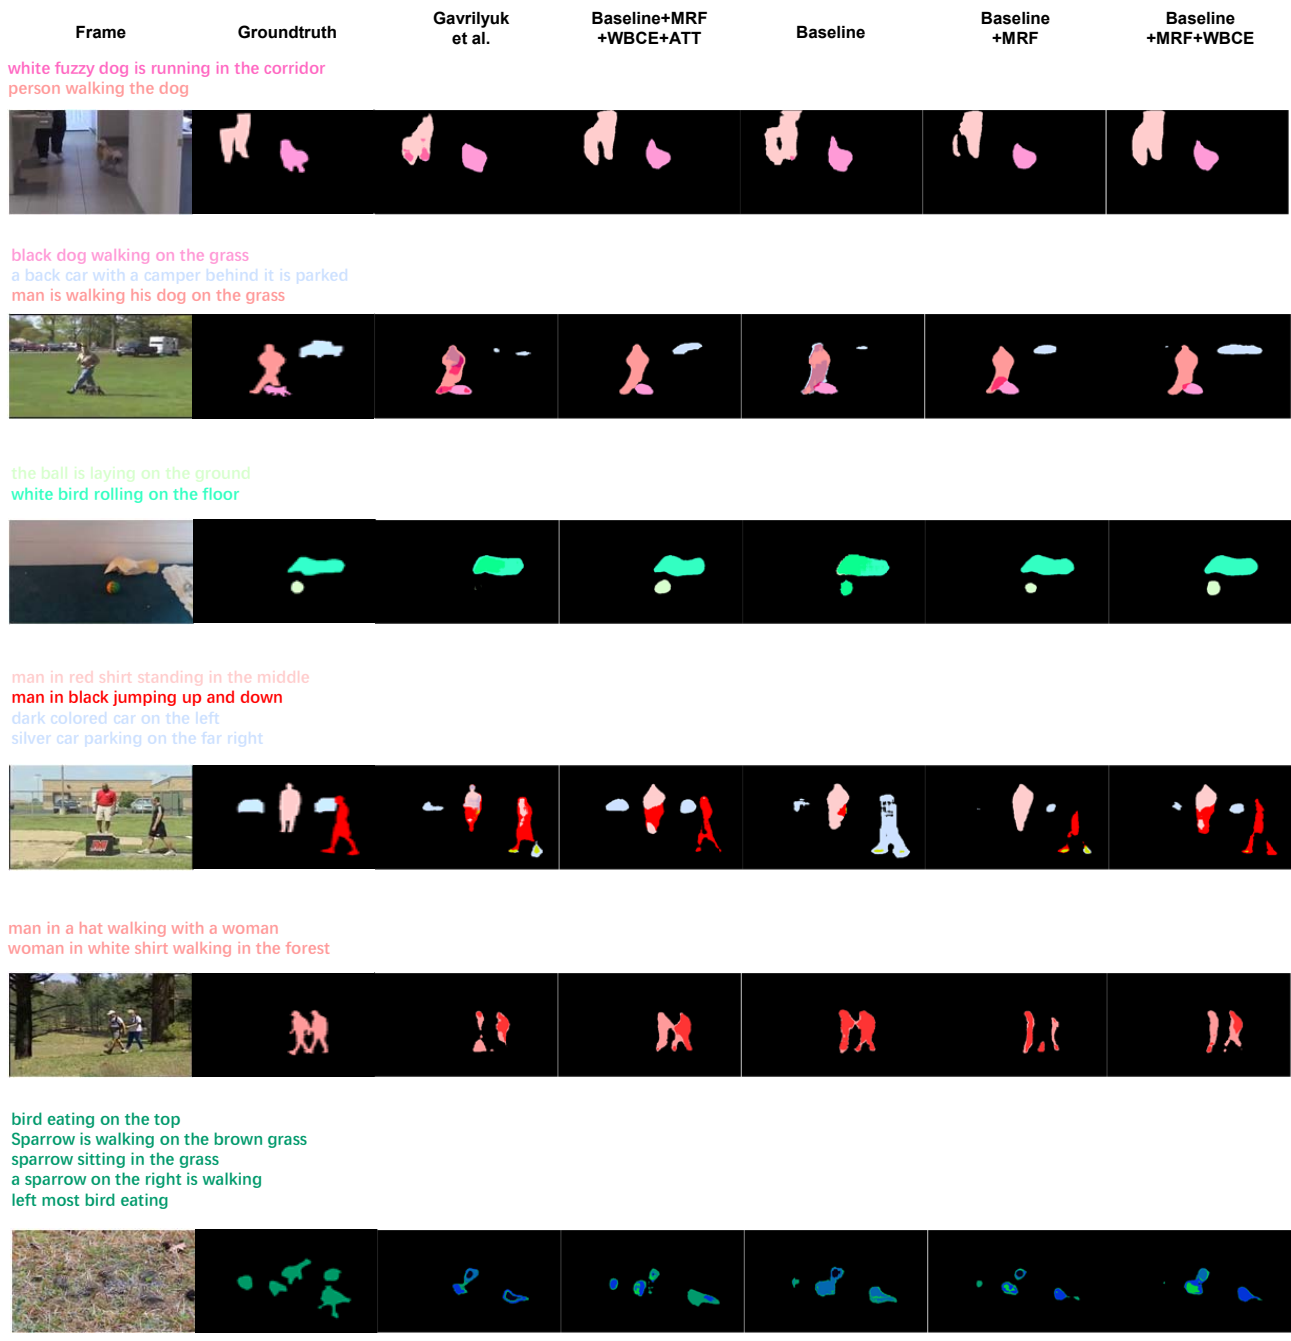 Frame
Groundtruth
Gavrilyuk
et al.
Baseline+MRF
+WBCE+ATT
Baseline
Baseline
+MRF
Baseline
+MRF+WBCE
white fuzzy dog is running in the corridor
person walking the dog
black dog walking on the grass
a back car with a camper behind it is parked
man is walking his dog on the grass
the ball is laying on the ground
white bird rolling on the floor
man in red shirt standing in the middle
man in black jumping up and down
dark colored car on the left
silver car parking on the far right
man in a hat walking with a woman
woman in white shirt walking in the forest
bird eating on the top
Sparrow is walking on the brown grass
sparrow sitting in the grass
a sparrow on the right is walking
left most bird eating